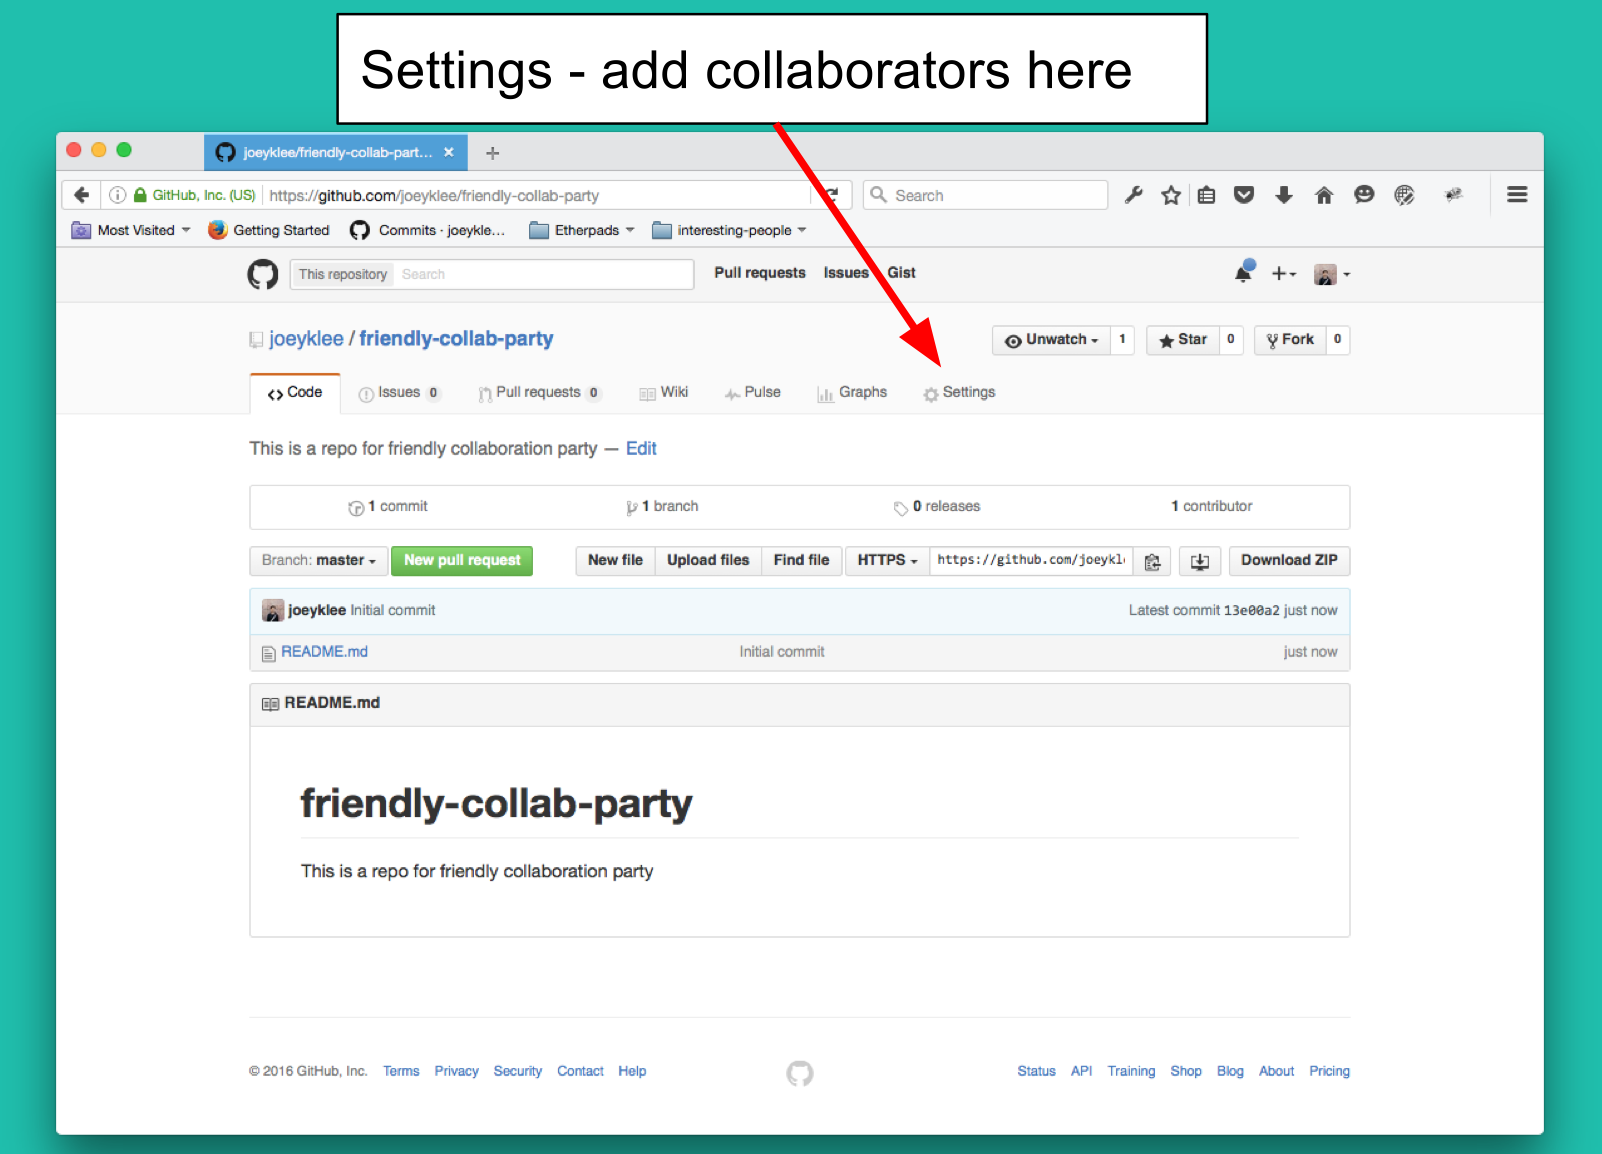 Settings - add collaborators here
joeyklee/friendly-collab-part... ×
GitHub, Inc. (US) https://github.com/joeyklee/friendly-collab-party Search
Most Visited Getting Started Commits · joeykle... Etherpads interesting-people
This repository Search Pull requests Issues Gist
joeyklee / friendly-collab-party Unwatch 1 Star 0 Fork 0
Code Issues 0 Pull requests 0 Wiki Pulse Graphs Settings
This is a repo for friendly collaboration party — Edit
1 commit 1 branch 0 releases 1 contributor
Branch: master New pull request New file Upload files Find file HTTPS https://github.com/joeykl Download ZIP
joeyklee Initial commit Latest commit 13e00a2 just now
README.md Initial commit just now
README.md
friendly-collab-party
This is a repo for friendly collaboration party
© 2016 GitHub, Inc. Terms Privacy Security Contact Help Status API Training Shop Blog About Pricing